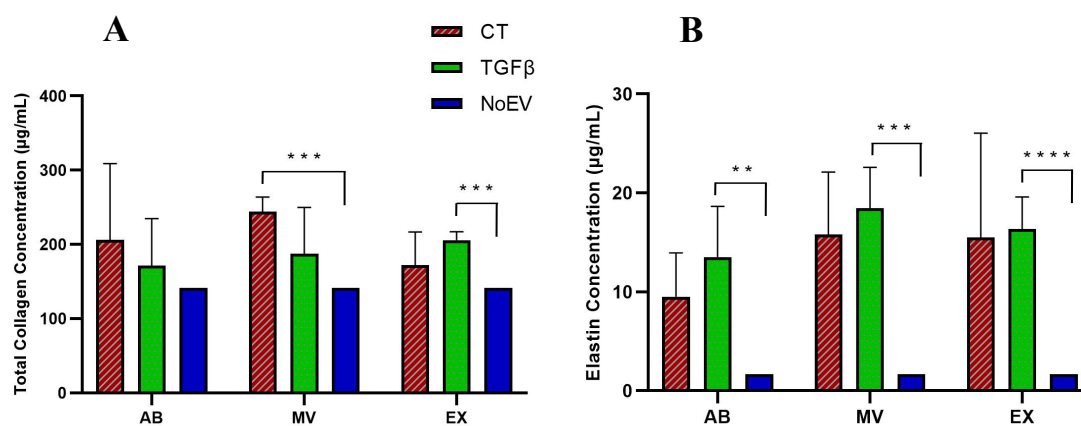 A
CT
TGFβ
NoEV
Total Collagen Concentration (µg/mL)
400
300
200
100
0
***
***
AB
MV
EX
B
Elastin Concentration (µg/mL)
30
20
10
0
**
***
****
AB
MV
EX